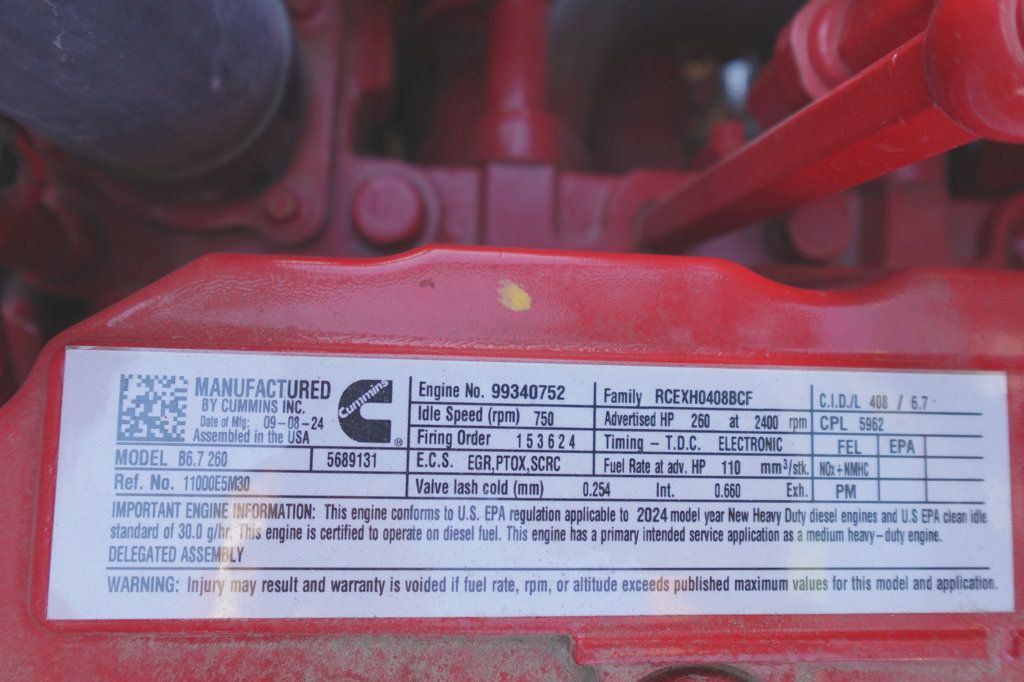 MANUFACTURED
BY CUMMINS INC.
Date of Mfg: 09-08-24
Assembled in the USA
Cummins
®
MODEL B6.7 260 5689131
Ref. No. 11000E5M30
Engine No. 99340752
Idle Speed (rpm) 750
Firing Order 1 5 3 6 2 4
E.C.S. EGR,PTOX,SCRC
Valve lash cold (mm) 0.254 Int. 0.660 Exh.
Family RCEXH0408BCF
Advertised HP 260 at 2400 rpm
Timing – T.D.C. ELECTRONIC
Fuel Rate at adv. HP 110 mm³/stk.
C.I.D./L 408 / 6.7
CPL 5962
FEL EPA
NOx+NMHC
PM
IMPORTANT ENGINE INFORMATION: This engine conforms to U.S. EPA regulation applicable to 2024 model year New Heavy Duty diesel engines and U.S EPA clean idle
standard of 30.0 g/hr. This engine is certified to operate on diesel fuel. This engine has a primary intended service application as a medium heavy–duty engine.
DELEGATED ASSEMBLY
WARNING: Injury may result and warranty is voided if fuel rate, rpm, or altitude exceeds published maximum values for this model and application.